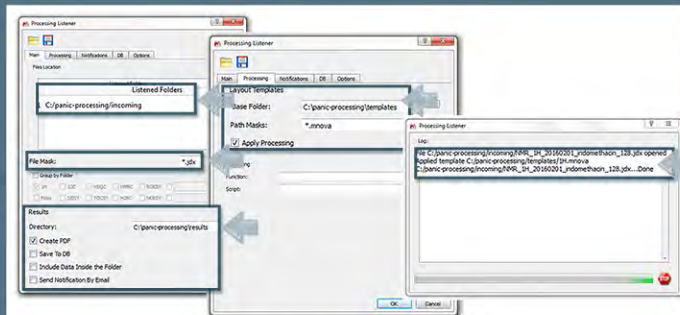 Processing Listener
Main Processing Notifications DB Options
Files Location
Listened Folders
C:/panic-processing/incoming
File Mask: *.jdx
Group by Folder
Results
Directory: C:\panic-processing\results
Create PDF
Save To DB
Include Data Inside the Folder
Send Notification By Email
Processing Listener
Main Processing Notifications DB Options
Layout Templates
Base Folder: C:\panic-processing\templates
Path Masks: *.mnova
Apply Processing
Function:
Script:
OK Cancel
Processing Listener
Log:
File C:/panic-processing/incoming/NMR_1H_20160201_indomethacin_128.jdx opened
Applied template C:/panic-processing/templates/1H.mnova
C:/panic-processing/incoming/NMR_1H_20160201_indomethacin_128.jdx...Done
STOP